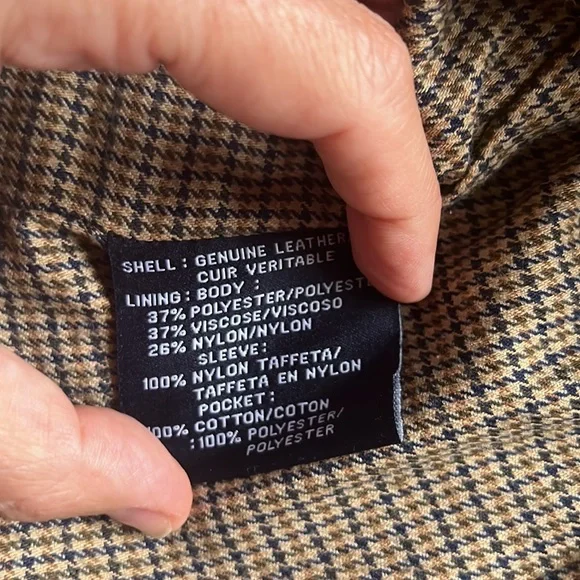 SHELL : GENUINE LEATHER
CUIR VERITABLE
LINING : BODY :
37% POLYESTER/POLYESTE
37% VISCOSE/VISCOSO
26% NYLON/NYLON
SLEEVE :
100% NYLON TAFFETA/
TAFFETA EN NYLON
POCKET :
100% COTTON/COTON
:100% POLYESTER/
POLYESTER